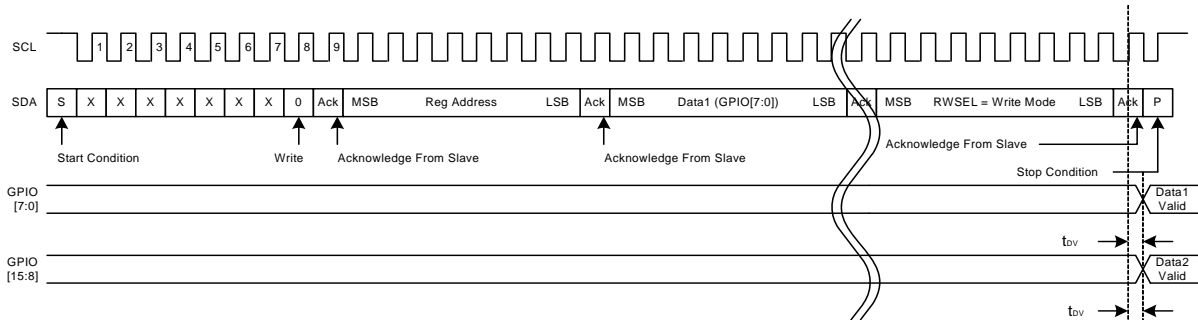 SCL 1 2 3 4 5 6 7 8 9
SDA S X X X X X X X 0 Ack MSB Reg Address LSB Ack MSB Data1 (GPIO[7:0]) LSB Ack MSB RWSEL = Write Mode LSB Ack P
Acknowledge From Slave
Start Condition Write Acknowledge From Slave Acknowledge From Slave
Stop Condition
GPIO
[7:0]
Data1
Valid
tDV
GPIO
[15:8]
Data2
Valid
tDV